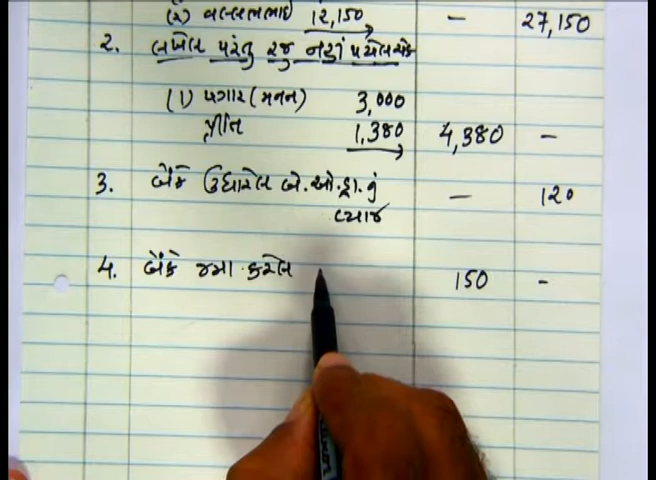 (૨) વલ્લભભાઈ 12,150 — 27,150
2. લખેલ પરંતુ રજૂ નહીં થયેલ ચેક
(1) પગાર (મનન) 3,000
પ્રીતિ 1,380 4,380 —
3. બેંકે ઉધારેલ બે.ઓ.ડ્રા.નું — 120
વ્યાજ
4. બેંકે જમા કરેલ 150 -